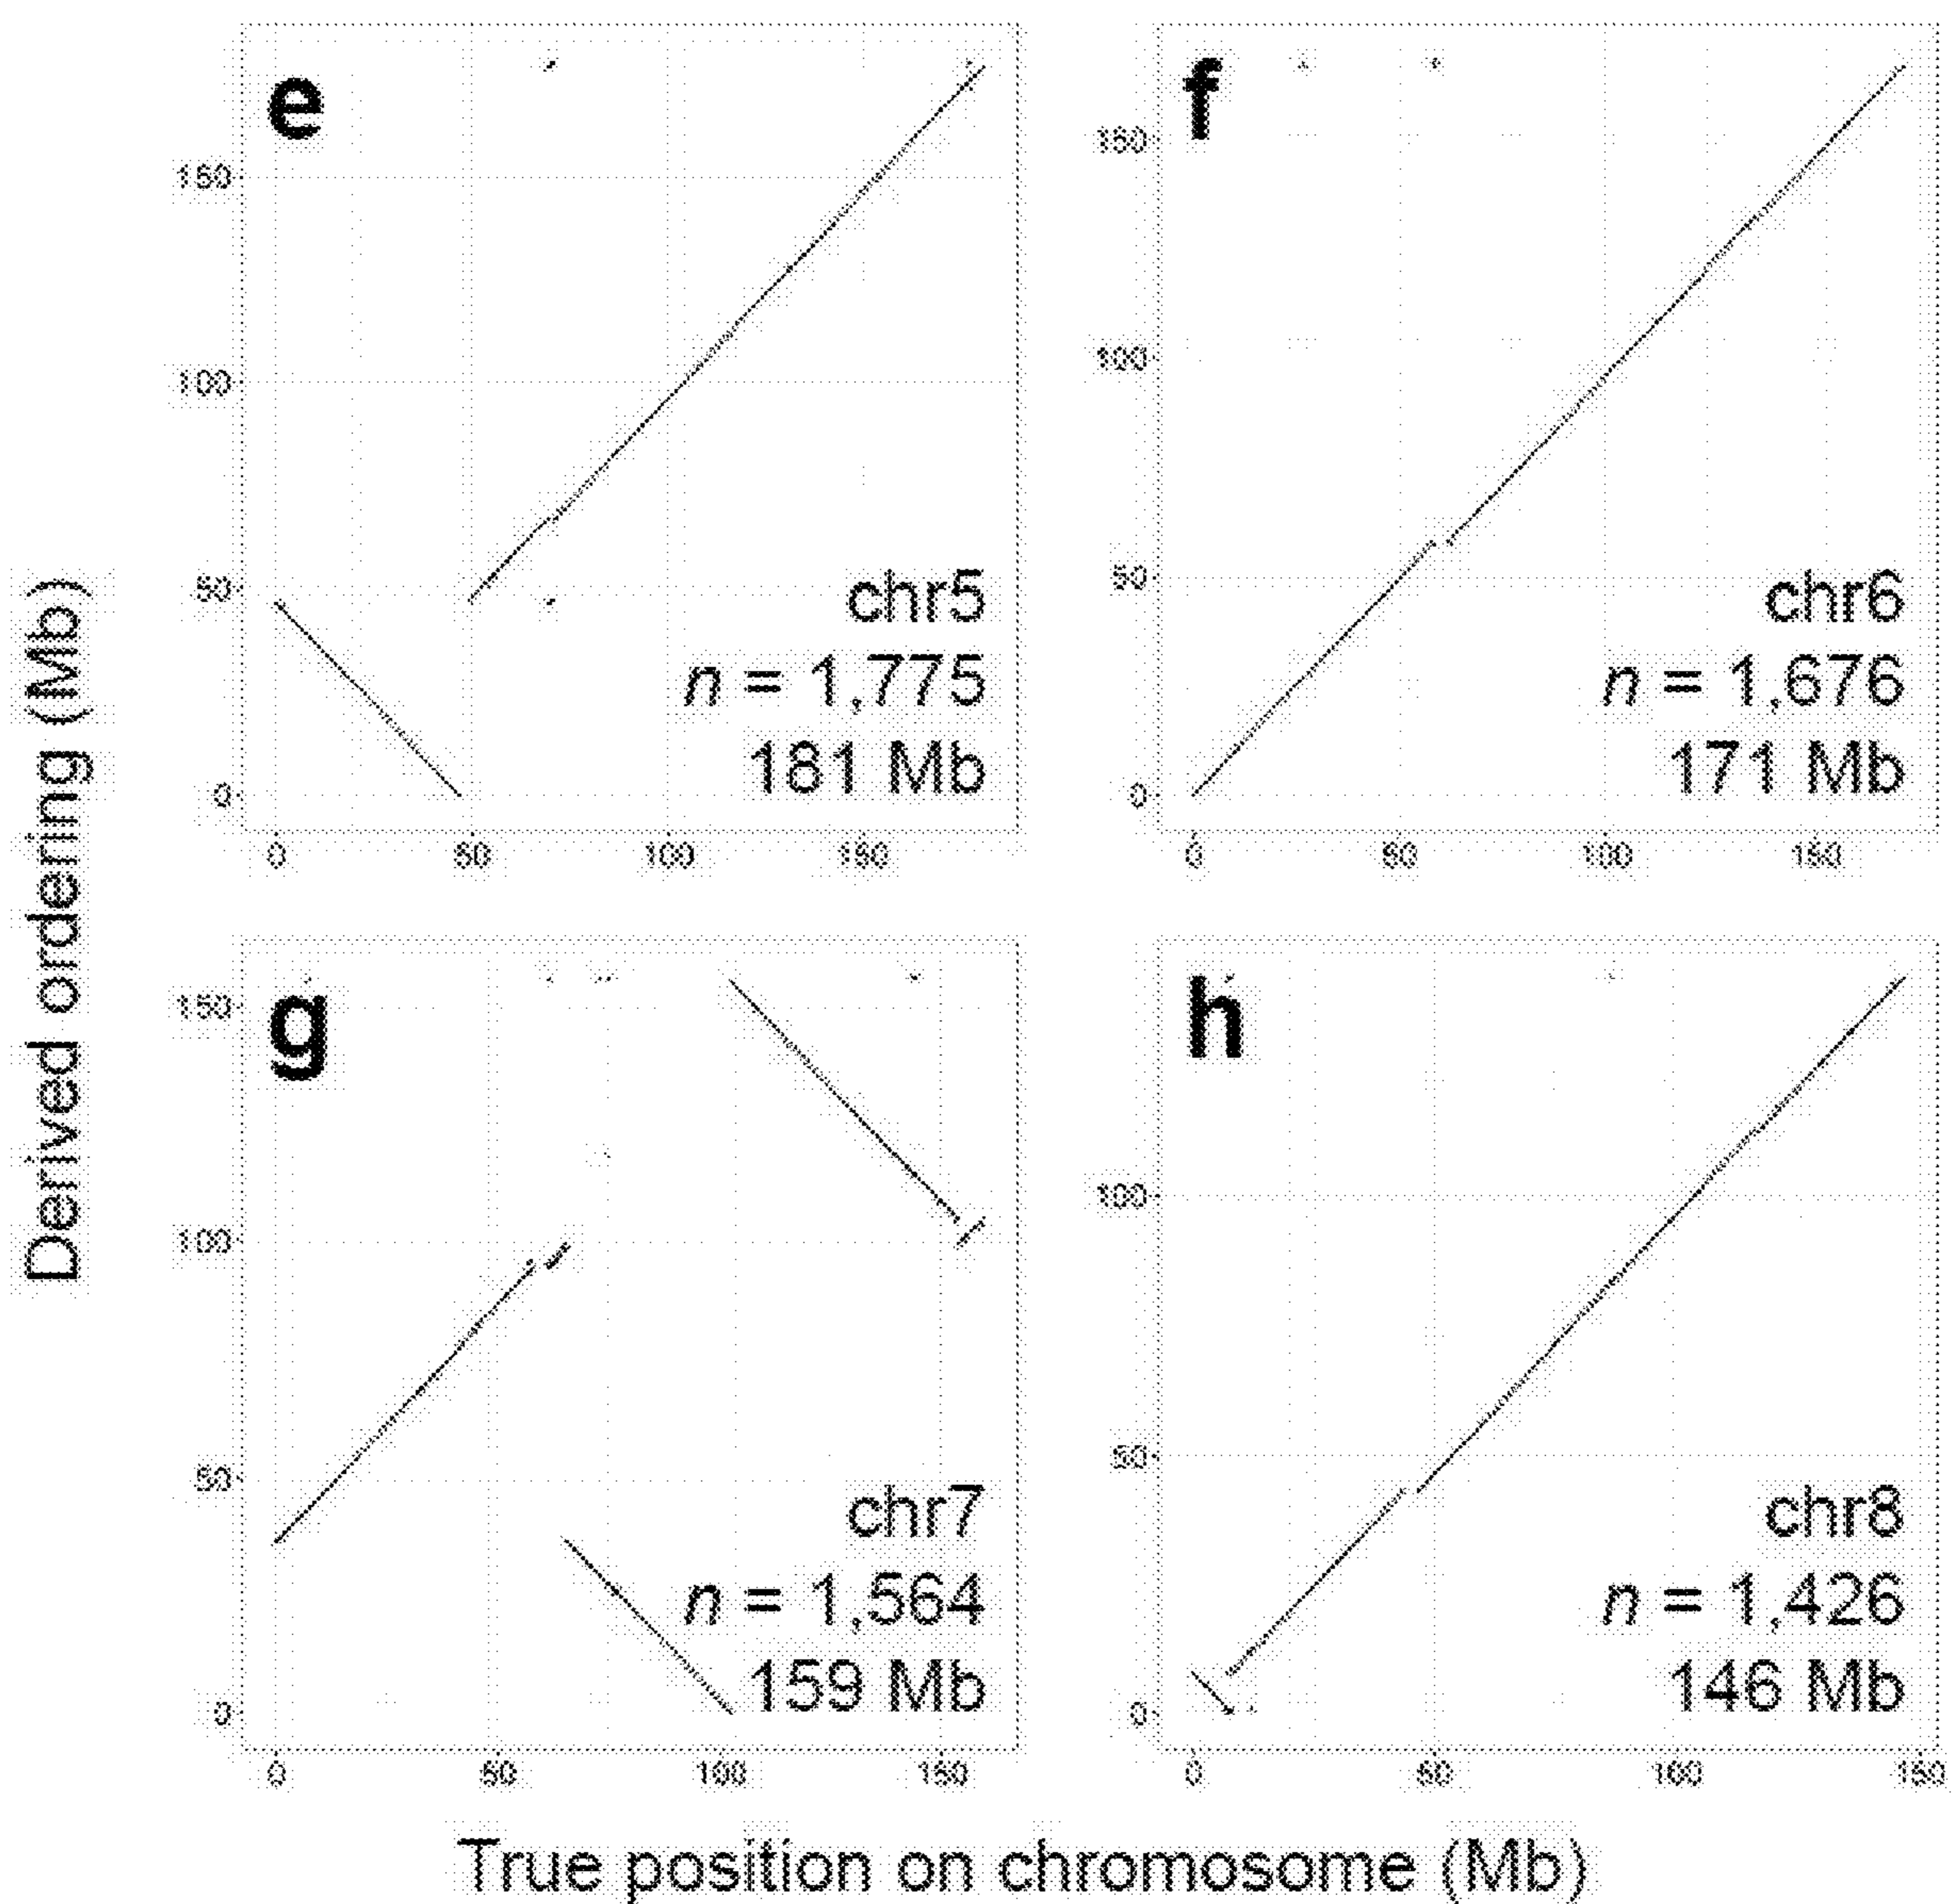 Derived ordering (Mb)
e
150
100
50
0
chr5
n = 1,775
181 Mb
0 50 100 150
f
150
100
50
0
chr6
n = 1,676
171 Mb
0 50 100 150
g
150
100
50
0
chr7
n = 1,564
159 Mb
0 50 100 150
h
100
50
0
chr8
n = 1,426
146 Mb
0 50 100 150
True position on chromosome (Mb)